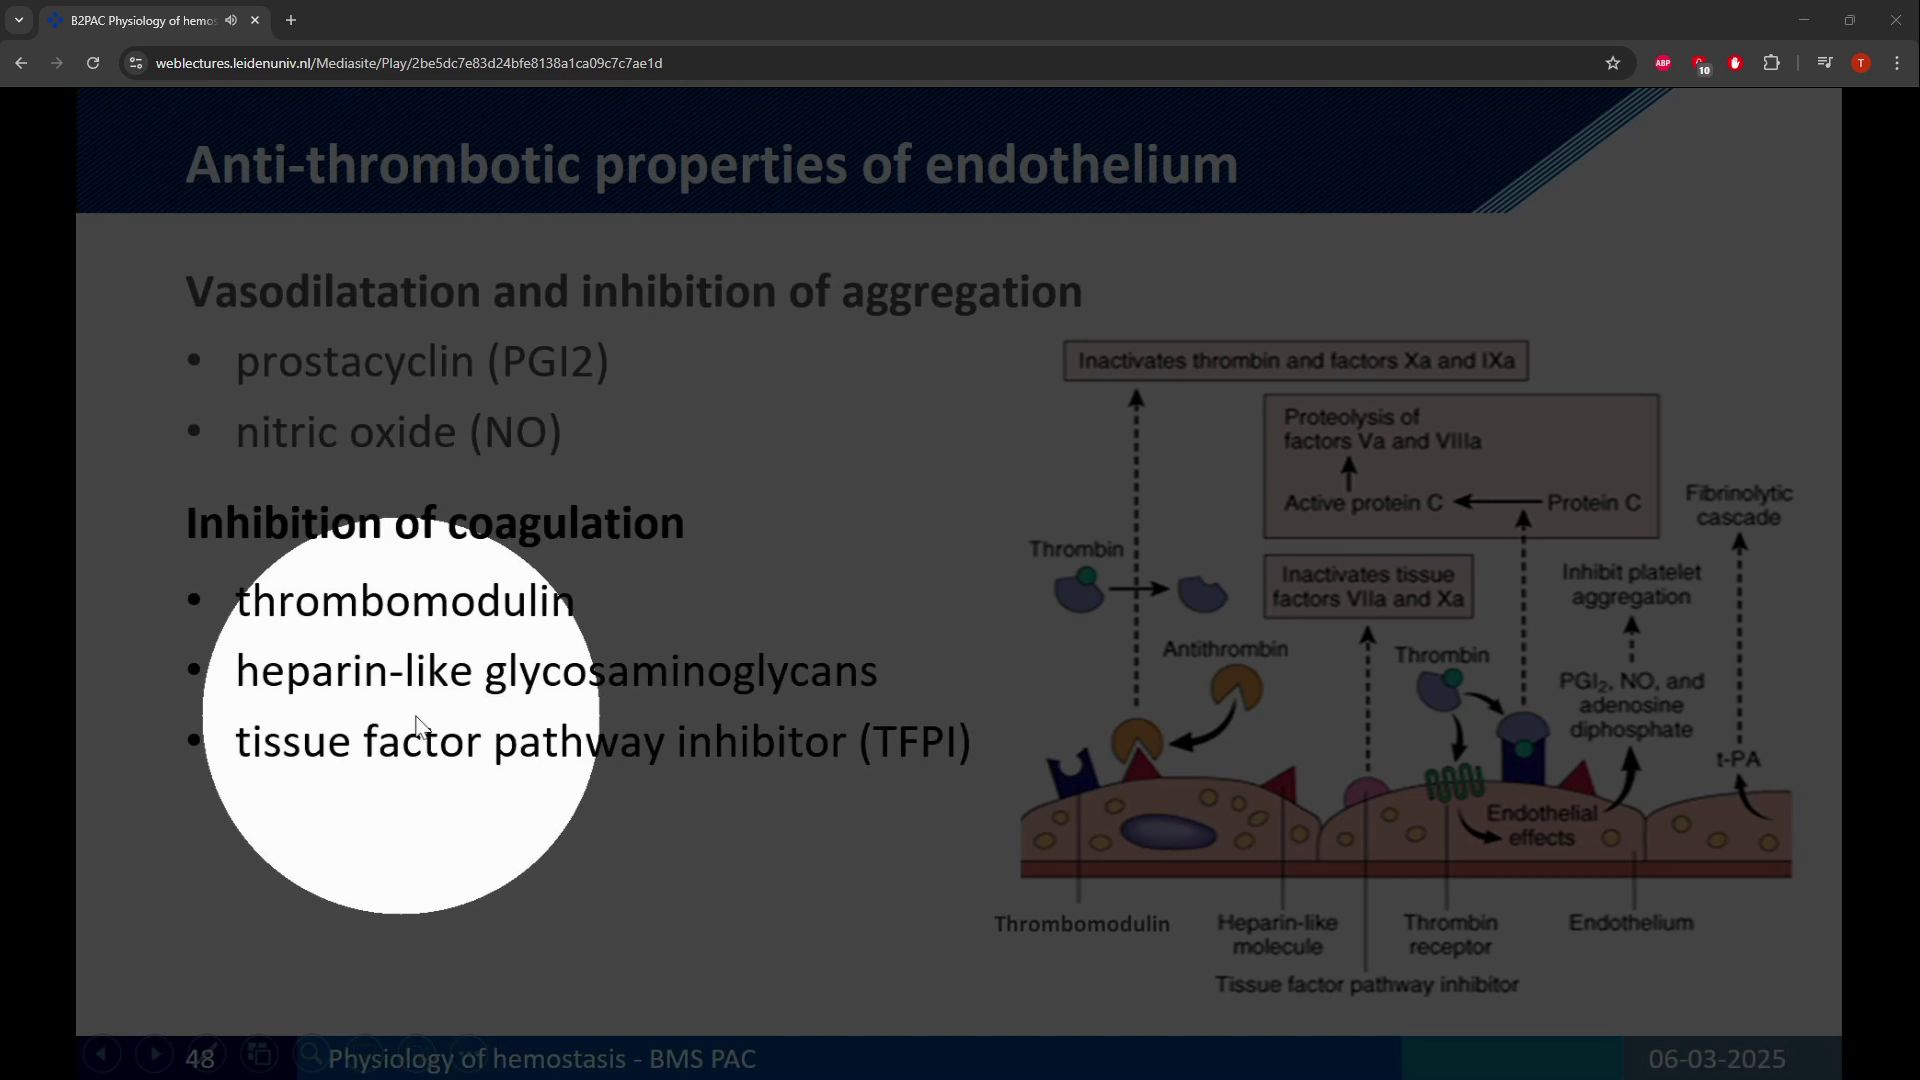 B2PAC Physiology of hemos
weblectures.leidenuniv.nl/Mediasite/Play/2be5dc7e83d24bfe8138a1ca09c7c7ae1d
ABP
10
T
Anti-thrombotic properties of endothelium
Vasodilatation and inhibition of aggregation
• prostacyclin (PGI2)
• nitric oxide (NO)
Inhibition of coagulation
• thrombomodulin
• heparin-like glycosaminoglycans
• tissue factor pathway inhibitor (TFPI)
Inactivates thrombin and factors Xa and IXa
Proteolysis of
factors Va and VIIIa
Active protein C
Protein C
Fibrinolytic
cascade
Thrombin
Inactivates tissue
factors VIIa and Xa
Inhibit platelet
aggregation
Antithrombin
Thrombin
PGI₂, NO, and
adenosine
diphosphate
t-PA
Endothelial
effects
Thrombomodulin
Heparin-like
molecule
Thrombin
receptor
Endothelium
Tissue factor pathway inhibitor
48
Physiology of hemostasis - BMS PAC
06-03-2025